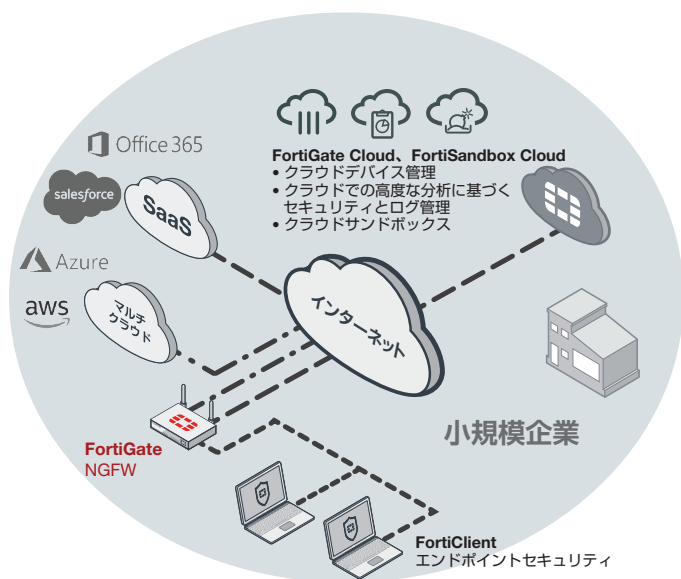 Office 365
salesforce
SaaS
Azure
aws
マルチ
クラウド
FortiGate Cloud、FortiSandbox Cloud
• クラウドデバイス管理
• クラウドでの高度な分析に基づく
セキュリティとログ管理
• クラウドサンドボックス
インターネット
小規模企業
FortiGate
NGFW
FortiClient
エンドポイントセキュリティ